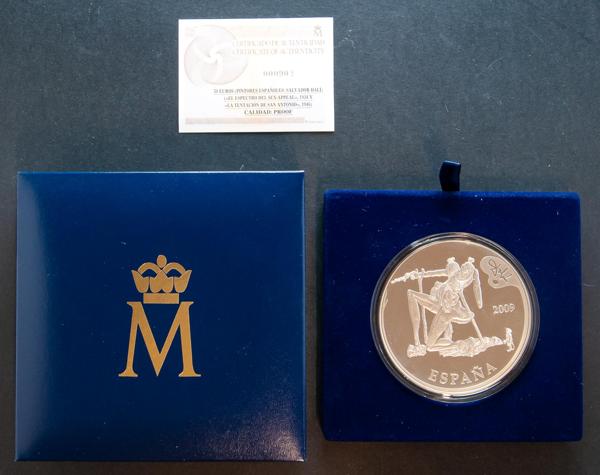 CERTIFICADO DE AUTENTICIDAD
CERTIFICATE OF AUTHENTICITY
50 EUROS (PINTORES ESPAÑOLES: SALVADOR DALÍ)
(«EL ESPECTRO DEL SEX-APPEAL», 1934 Y
«LA TENTACIÓN DE SAN ANTONIO», 1946)
CALIDAD: PROOF
M
DALÍ
2009
ESPAÑA